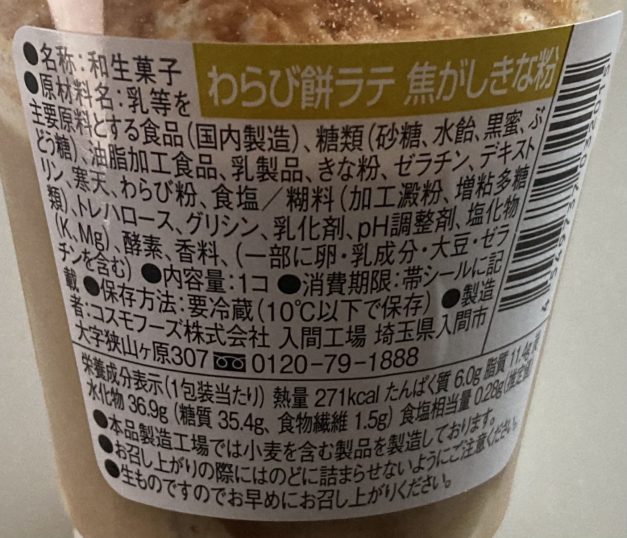 ●名称:和生菓子
わらび餅ラテ 焦がしきな粉
●原材料名:乳等を
主要原料とする食品(国内製造)、糖類(砂糖、水飴、黒蜜、ぶ
どう糖)、油脂加工食品、乳製品、きな粉、ゼラチン、デキスト
リン、寒天、わらび粉、食塩/糊料(加工澱粉、増粘多糖
類)、トレハロース、グリシン、乳化剤、pH調整剤、塩化物
(K、Mg)、酵素、香料、(一部に卵・乳成分・大豆・ゼラ
チンを含む) ●内容量:1コ ●消費期限:帯シールに記
載 ●保存方法:要冷蔵(10℃以下で保存) ●製造
者:コスモフーズ株式会社 入間工場 埼玉県入間市
大字狭山ヶ原307 0120-79-1888
栄養成分表示(1包装当たり) 熱量 271kcal たんぱく質 6.0g 脂質 11.4g 炭
水化物 36.9g (糖質 35.4g、食物繊維 1.5g) 食塩相当量 0.28g(推定値)
●本品製造工場では小麦を含む製品を製造しております。
●お召し上がりの際にはのどに詰まらせないようにご注意ください。
●生ものですのでお早めにお召し上がりください。